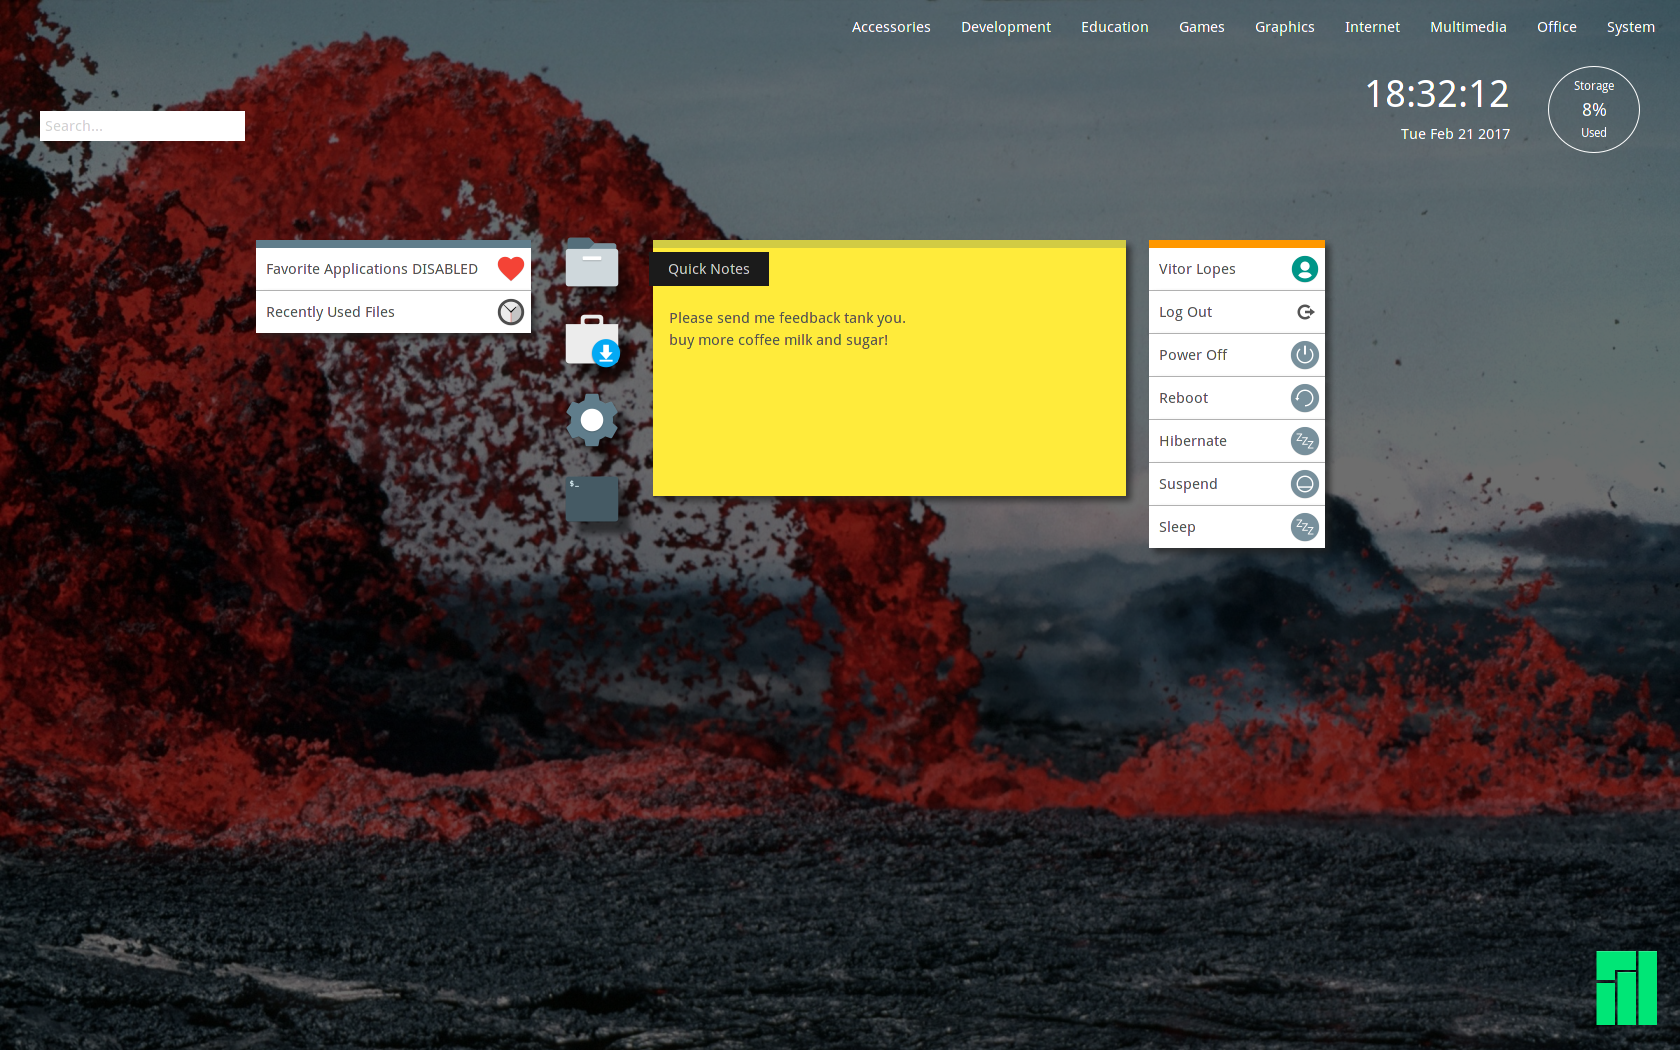 Accessories Development Education Games Graphics Internet Multimedia Office System
Search...
18:32:12
Tue Feb 21 2017
Storage
8%
Used
Favorite Applications DISABLED
Recently Used Files
$_
Quick Notes
Please send me feedback tank you.
buy more coffee milk and sugar!
Vitor Lopes
Log Out
Power Off
Reboot
Hibernate
ZZZ
Suspend
Sleep
ZZZ